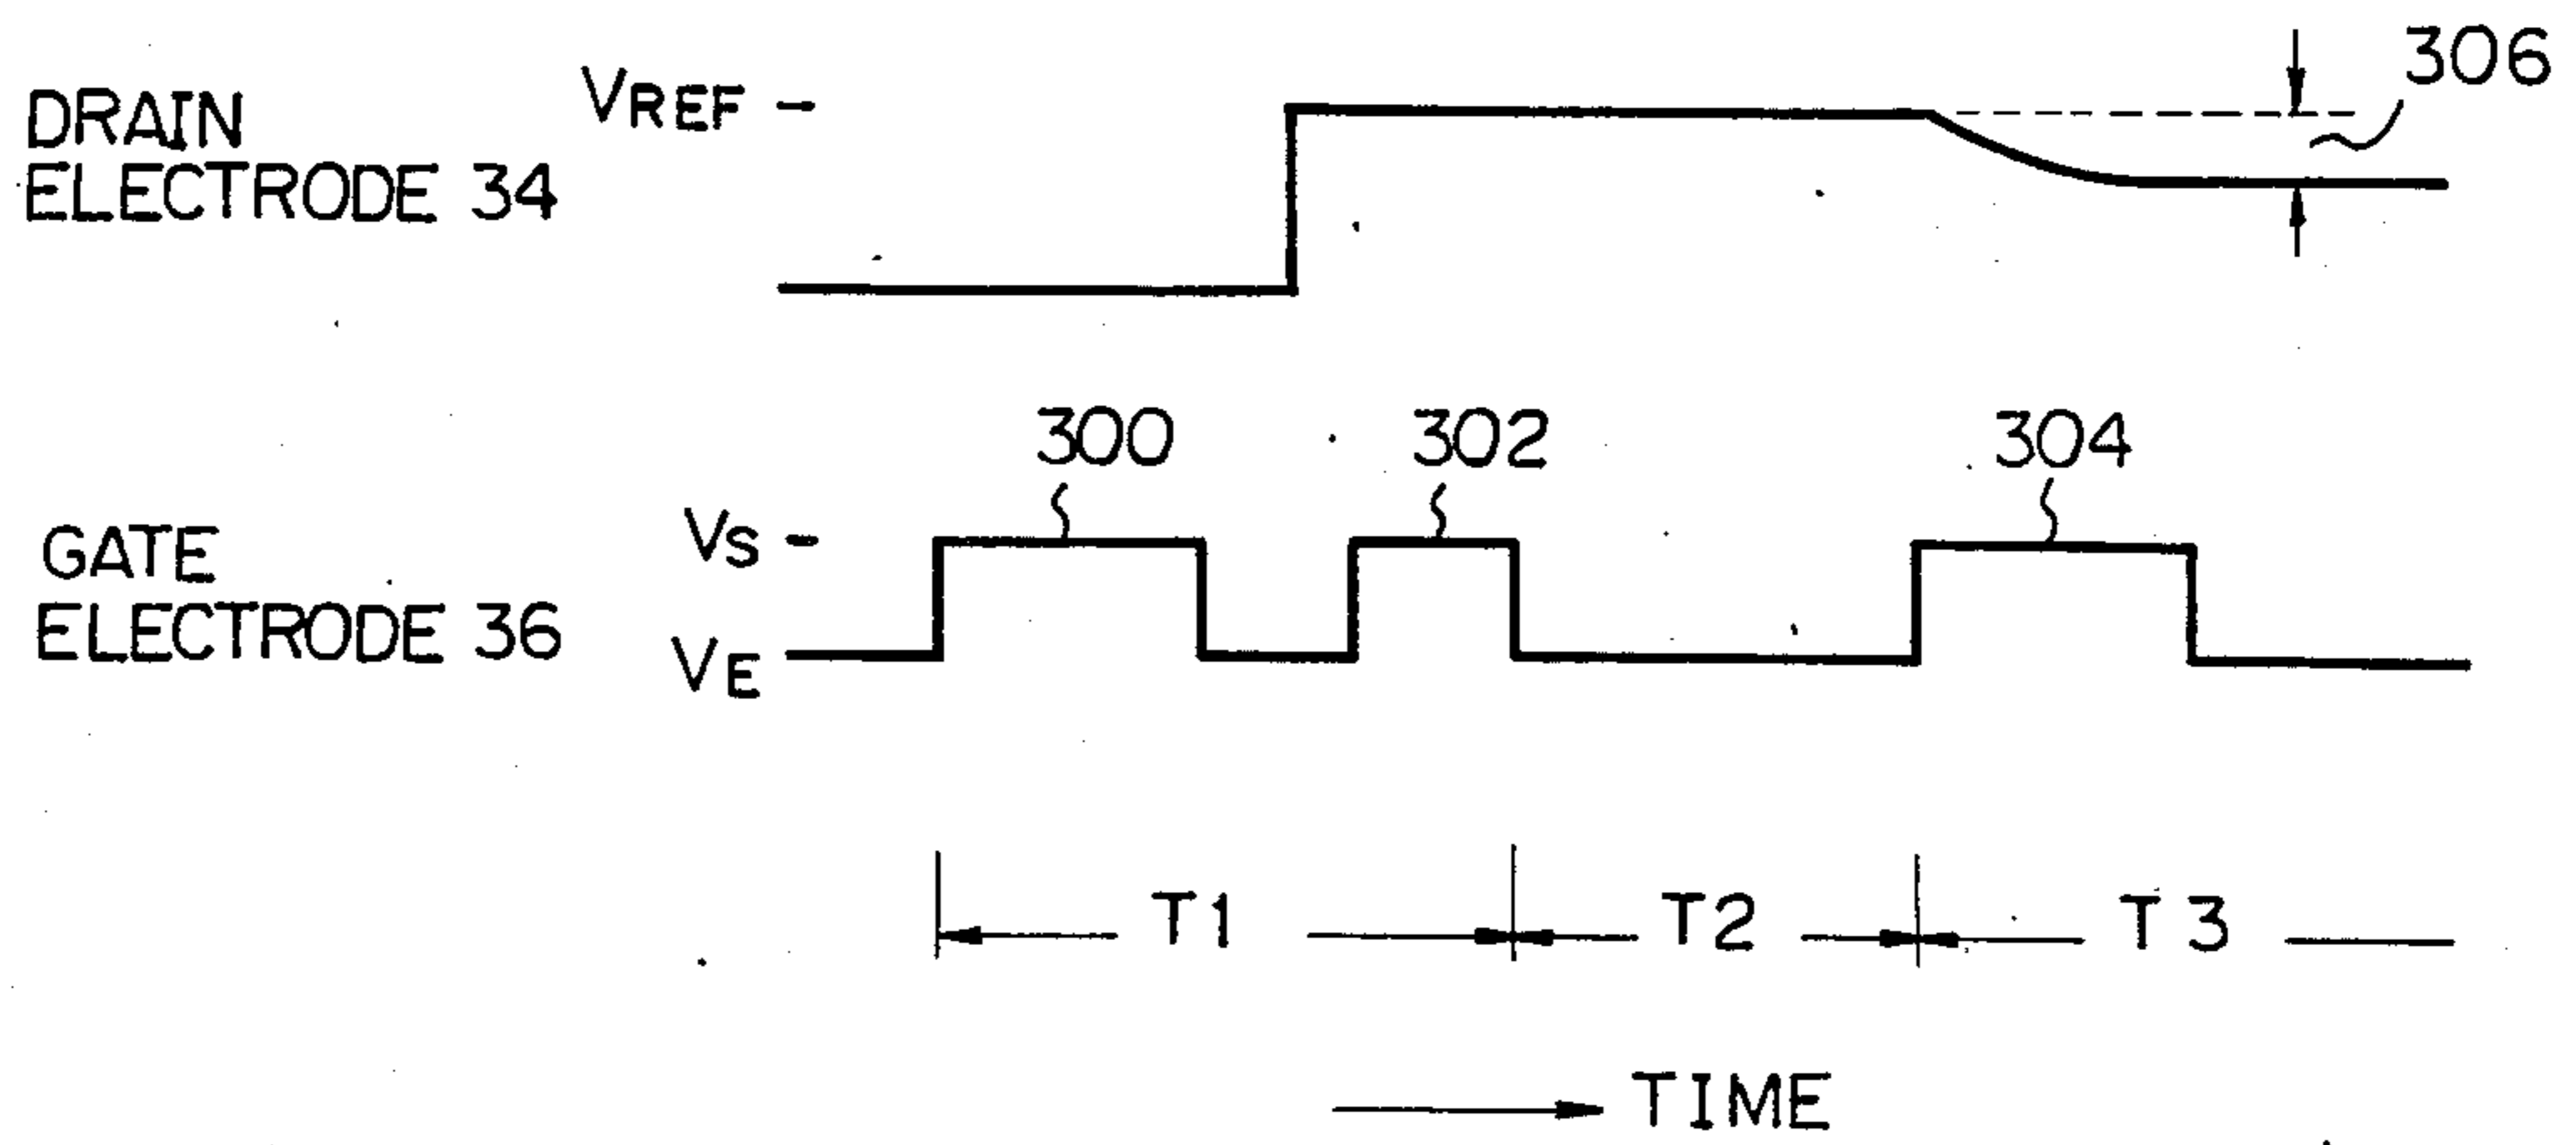 DRAIN
ELECTRODE 34
VREF
306
300
302
304
GATE
ELECTRODE 36
VS
VE
T1
T2
T3
TIME